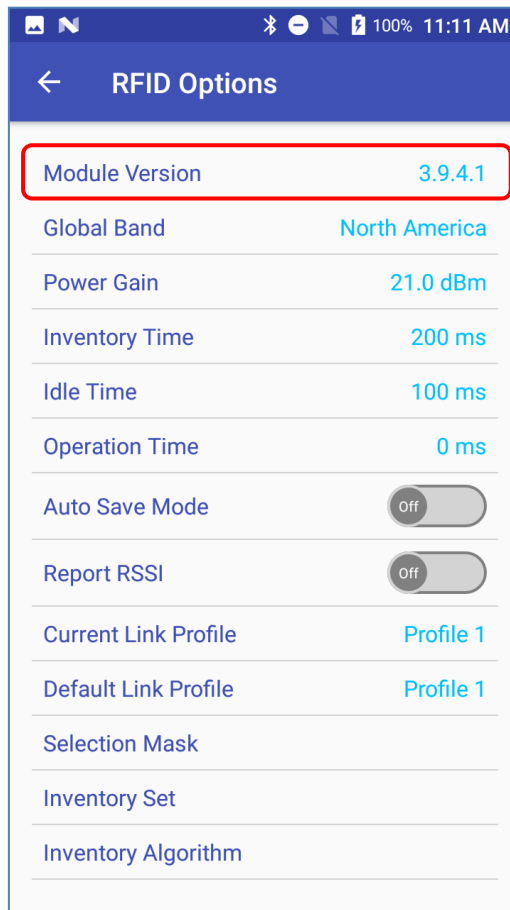 100% 11:11 AM
RFID Options
Module Version 3.9.4.1
Global Band North America
Power Gain 21.0 dBm
Inventory Time 200 ms
Idle Time 100 ms
Operation Time 0 ms
Auto Save Mode Off
Report RSSI Off
Current Link Profile Profile 1
Default Link Profile Profile 1
Selection Mask
Inventory Set
Inventory Algorithm